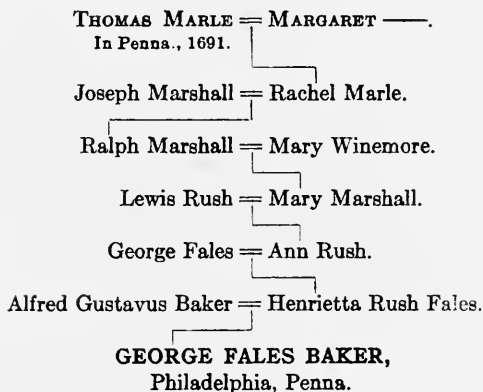 THOMAS MARLE = MARGARET ——.
In Penna., 1691.
Joseph Marshall = Rachel Marle.
Ralph Marshall = Mary Winemore.
Lewis Rush = Mary Marshall.
George Fales = Ann Rush.
Alfred Gustavus Baker = Henrietta Rush Fales.
GEORGE FALES BAKER,
Philadelphia, Penna.